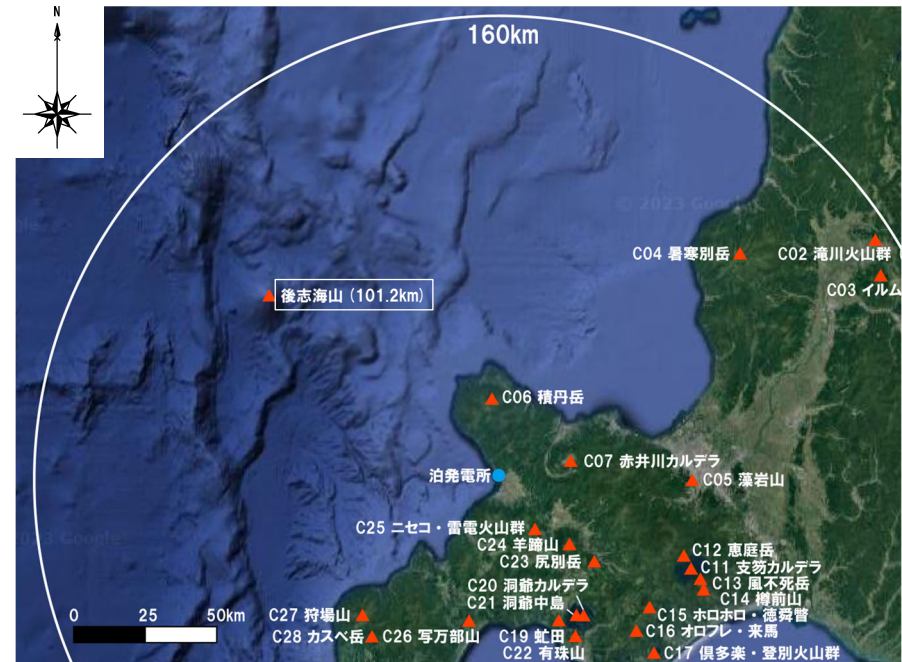 N
160km
© 2023 Google
C04 暑寒別岳
C02 滝川火山群
C03 イルム
後志海山 (101.2km)
C06 積丹岳
C07 赤井川カルデラ
泊発電所
C05 藻岩山
C25 ニセコ・雷電火山群
C24 羊蹄山
C23 尻別岳
C12 恵庭岳
C11 支笏カルデラ
C13 風不死岳
C14 樽前山
C20 洞爺カルデラ
C21 洞爺中島
C15 ホロホロ・徳舜瞥
C27 狩場山
C28 カスベ岳
C26 写万部山
C19 虻田
C16 オロフレ・来馬
C22 有珠山
C17 倶多楽・登別火山群
0 25 50km